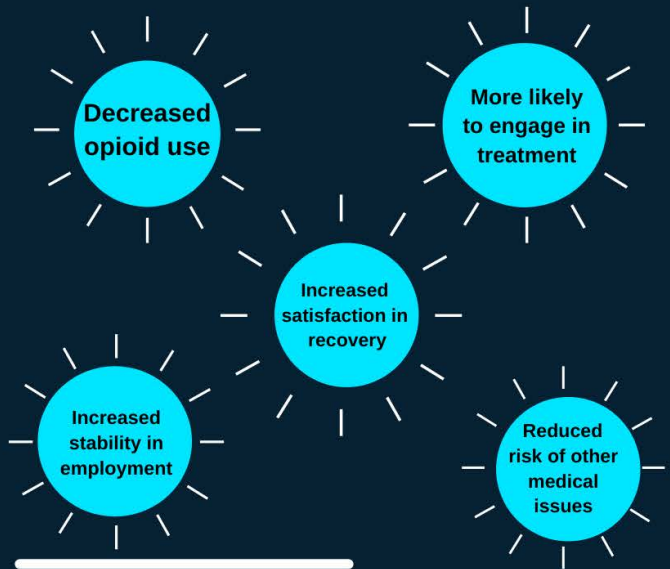 Decreased
opioid use
More likely
to engage in
treatment
Increased
satisfaction in
recovery
Increased
stability in
employment
Reduced
risk of other
medical
issues